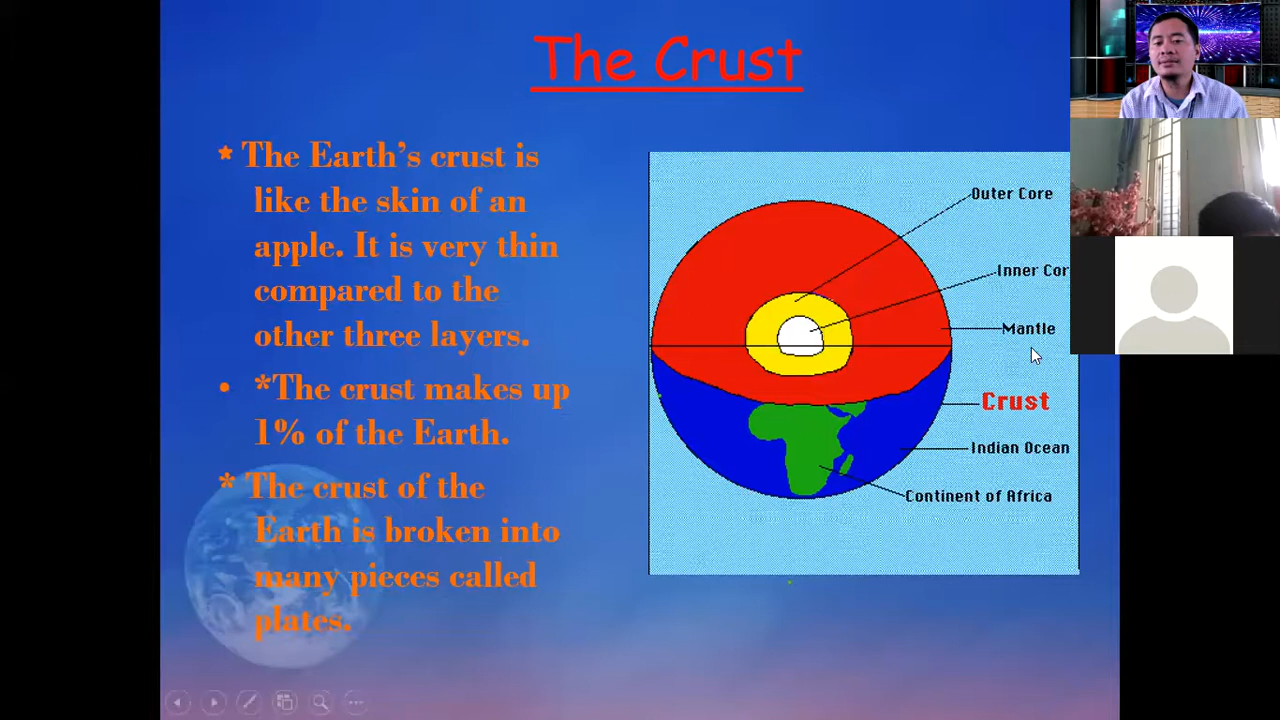 The Crust
* The Earth's crust is
like the skin of an
apple. It is very thin
compared to the
other three layers.
• *The crust makes up
1% of the Earth.
* The crust of the
Earth is broken into
many pieces called
plates.
Outer Core
Inner Cor
Mantle
Crust
Indian Ocean
Continent of Africa